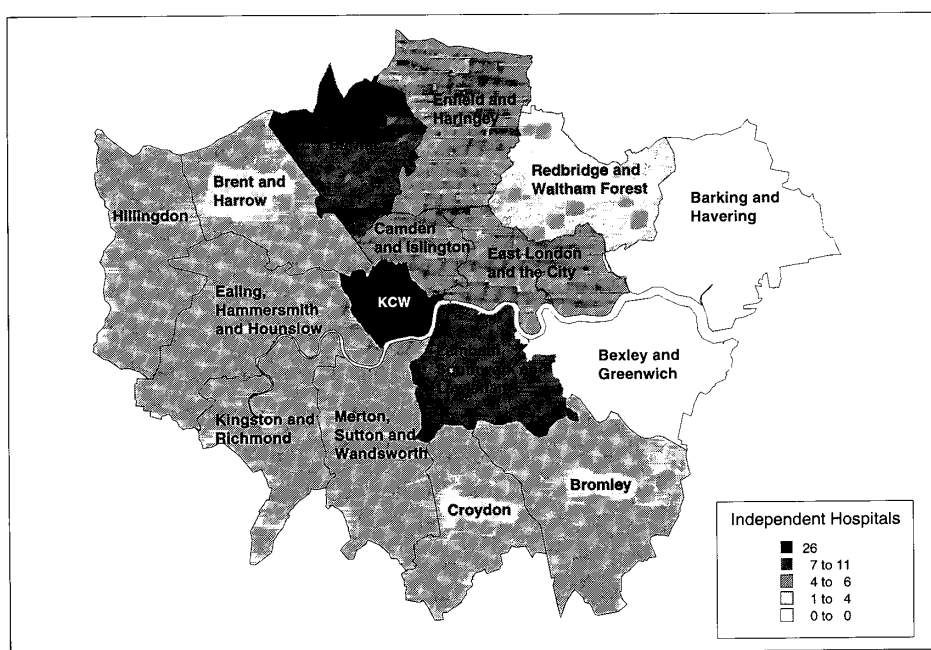 Enfield and
Haringey
Redbridge and
Waltham Forest
Barking and
Havering
Brent and
Harrow
Hillingdon
Camden
and Islington
East London
and the City
Ealing,
Hammersmith
and Hounslow
KCW
Bexley and
Greenwich
Kingston and
Richmond
Merton,
Sutton and
Wandsworth
Croydon
Bromley
Independent Hospitals
26
7 to 11
4 to 6
1 to 4
0 to 0